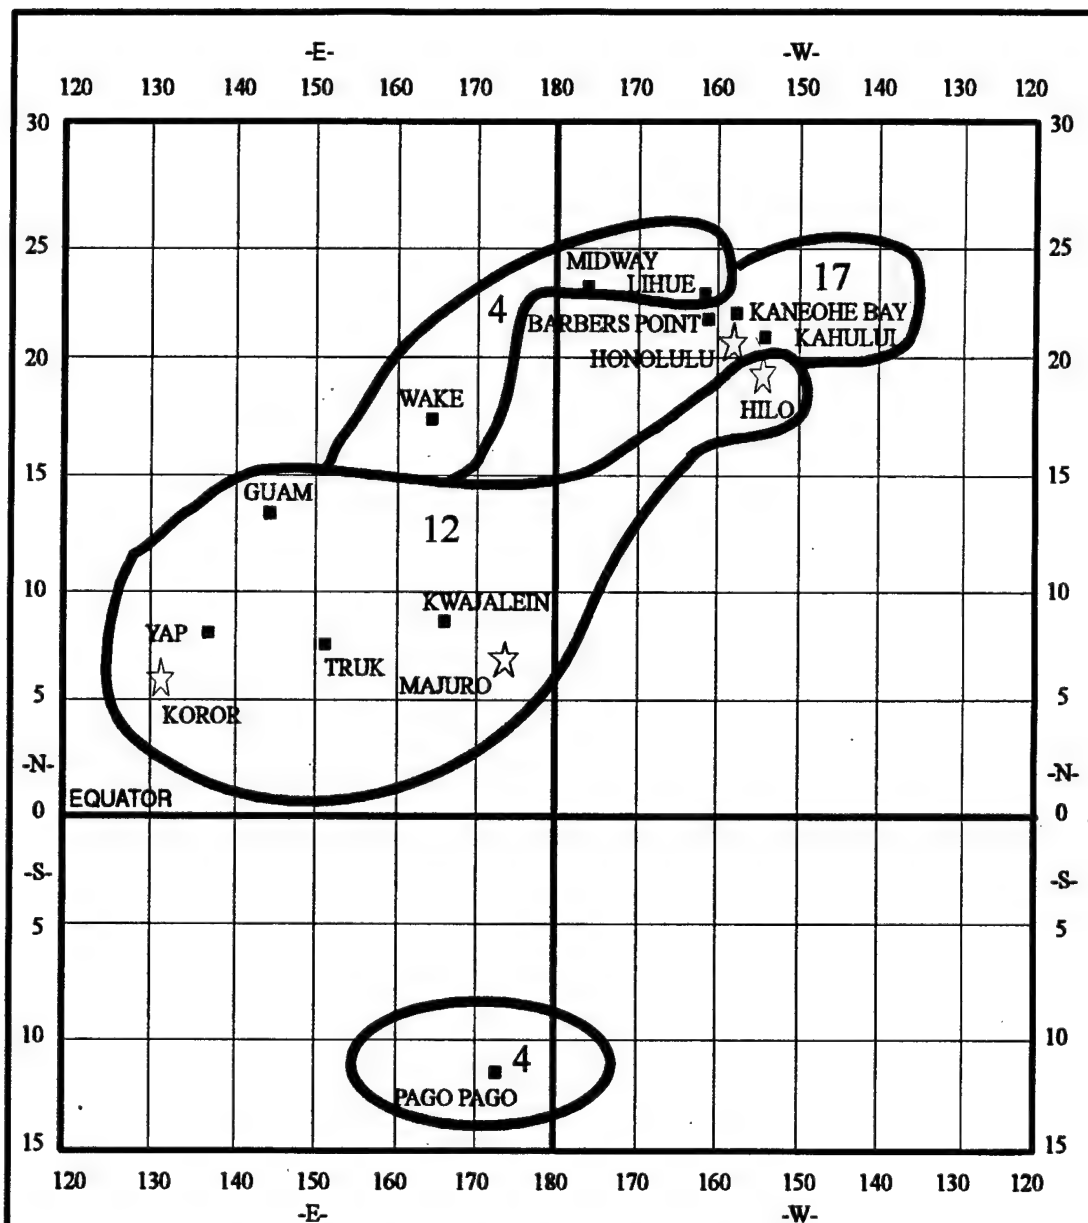 -E- -W-
120 130 140 150 160 170 180 170 160 150 140 130 120
30 30
25 25
MIDWAY
17
LIHUE
4
KANEOHE BAY
BARBERS POINT
KAHULUI
20 HONOLULU 20
WAKE
HILO
15 15
GUAM
12
10 10
KWAJALEIN
YAP
TRUK
MAJURO
5 5
KOROR
-N- -N-
EQUATOR
0 0
-S- -S-
5 5
10 10
4
PAGO PAGO
15 15
120 130 140 150 160 170 180 170 160 150 140 130 120
-E- -W-